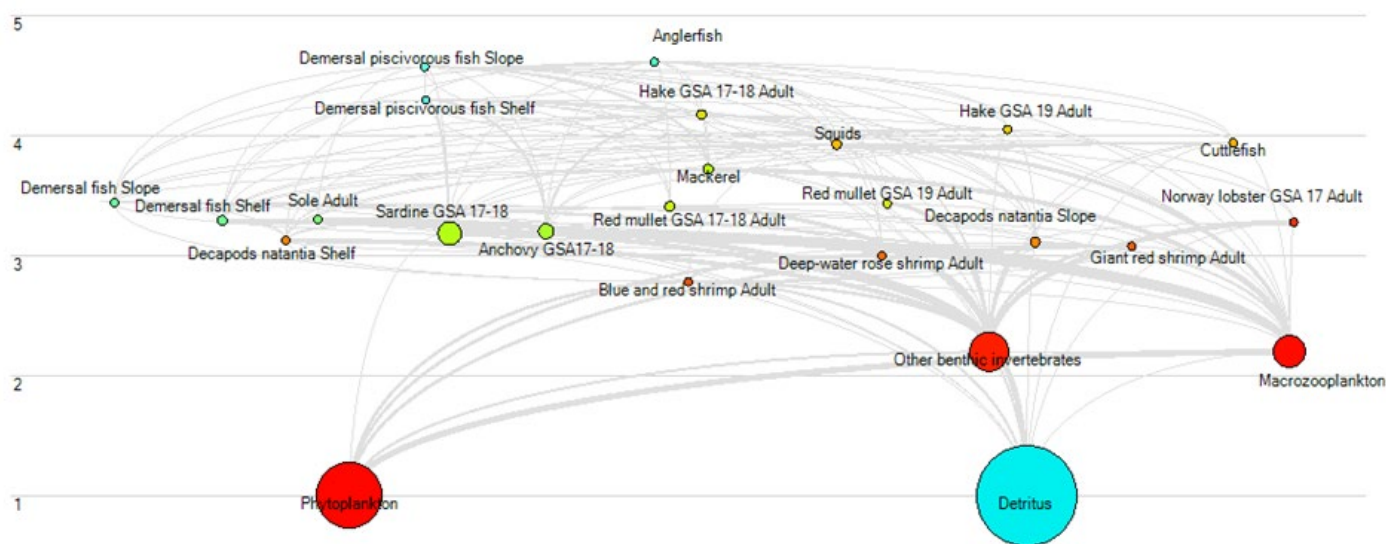 5
Anglerfish
Demersal piscivorous fish Slope
Hake GSA 17-18 Adult
Demersal piscivorous fish Shelf
Hake GSA 19 Adult
4
Squids
Cuttlefish
Mackerel
Demersal fish Slope
Sole Adult
Red mullet GSA 19 Adult
Norway lobster GSA 17 Adult
Demersal fish Shelf
Sardine GSA 17-18
Red mullet GSA 17-18 Adult
Decapods natantia Slope
Decapods natantia Shelf
Anchovy GSA17-18
Deep-water rose shrimp Adult
Giant red shrimp Adult
3
Blue and red shrimp Adult
Other benthic invertebrates
Macrozooplankton
2
Phytoplankton
Detritus
1